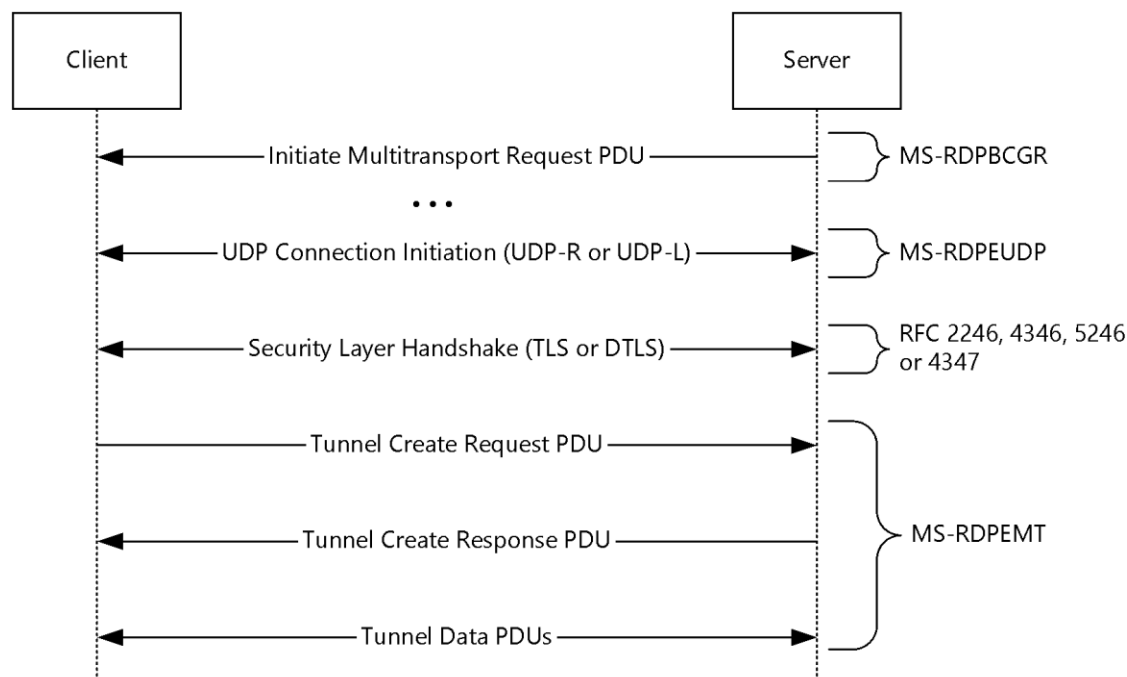 Client
Server
Initiate Multitransport Request PDU
MS-RDPBCGR
...
UDP Connection Initiation (UDP-R or UDP-L)
MS-RDPEUDP
Security Layer Handshake (TLS or DTLS)
RFC 2246, 4346, 5246
or 4347
Tunnel Create Request PDU
Tunnel Create Response PDU
MS-RDPEMT
Tunnel Data PDUs